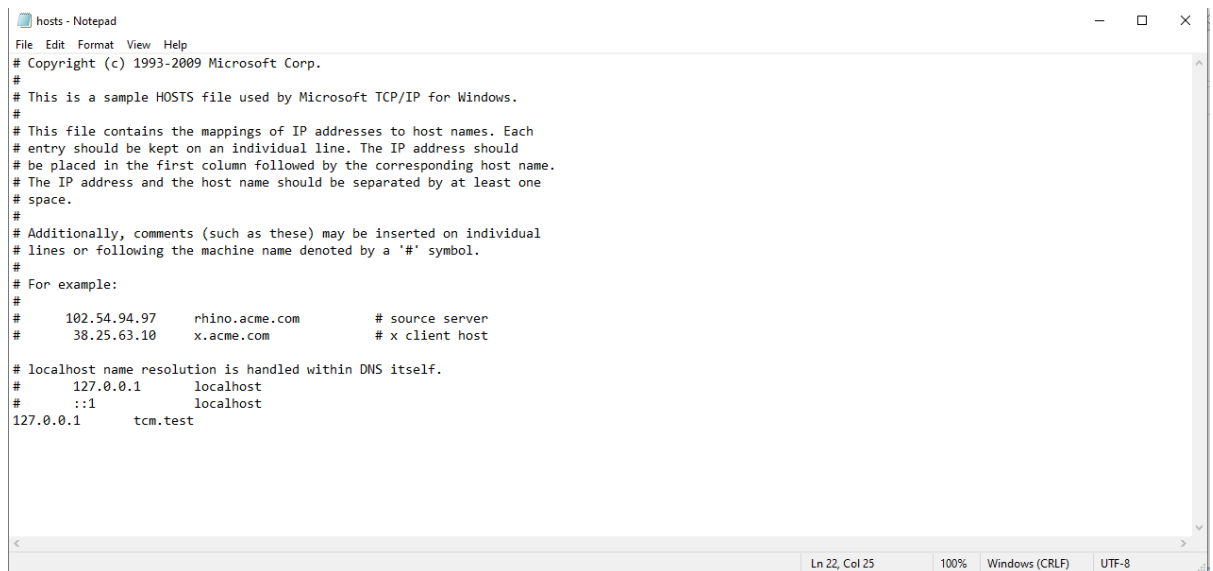 hosts - Notepad
File Edit Format View Help
# Copyright (c) 1993-2009 Microsoft Corp.
#
# This is a sample HOSTS file used by Microsoft TCP/IP for Windows.
#
# This file contains the mappings of IP addresses to host names. Each
# entry should be kept on an individual line. The IP address should
# be placed in the first column followed by the corresponding host name.
# The IP address and the host name should be separated by at least one
# space.
#
# Additionally, comments (such as these) may be inserted on individual
# lines or following the machine name denoted by a '#' symbol.
#
# For example:
#
#      102.54.94.97     rhino.acme.com          # source server
#       38.25.63.10     x.acme.com              # x client host
# localhost name resolution is handled within DNS itself.
#       127.0.0.1       localhost
#       ::1             localhost
127.0.0.1       tcm.test
Ln 22, Col 25 100% Windows (CRLF) UTF-8